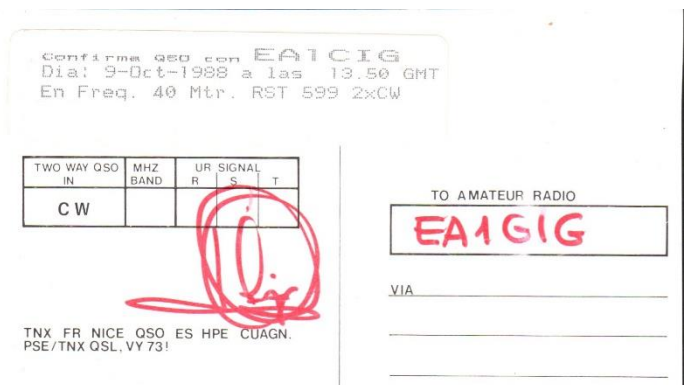 Confirma QSO con EA1CIG
Dia: 9-Oct-1988 a las 13.50 GMT
En Freq. 40 Mtr. RST 599 2xCW
TWO WAY QSO IN
MHZ BAND
UR SIGNAL
R S T
CW
TNX FR NICE QSO ES HPE CUAGN.
PSE/TNX QSL, VY 73!
TO AMATEUR RADIO
EA1GIG
VIA